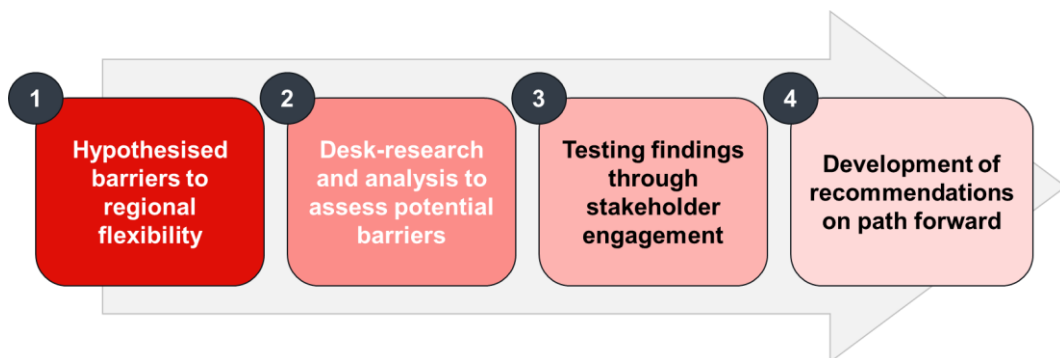 1
Hypothesised
barriers to
regional
flexibility
2
Desk-research
and analysis to
assess potential
barriers
3
Testing findings
through
stakeholder
engagement
4
Development of
recommendations
on path forward